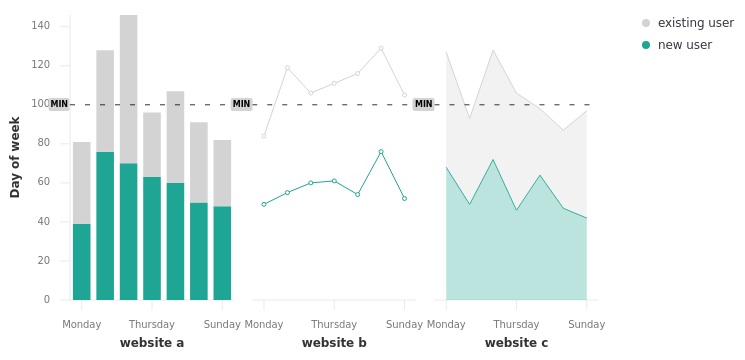 existing user
new user
Day of week
140
120
100
80
60
40
20
0
MIN
MIN
MIN
Monday Thursday Sunday Monday Thursday Sunday Monday Thursday Sunday
website a website b website c